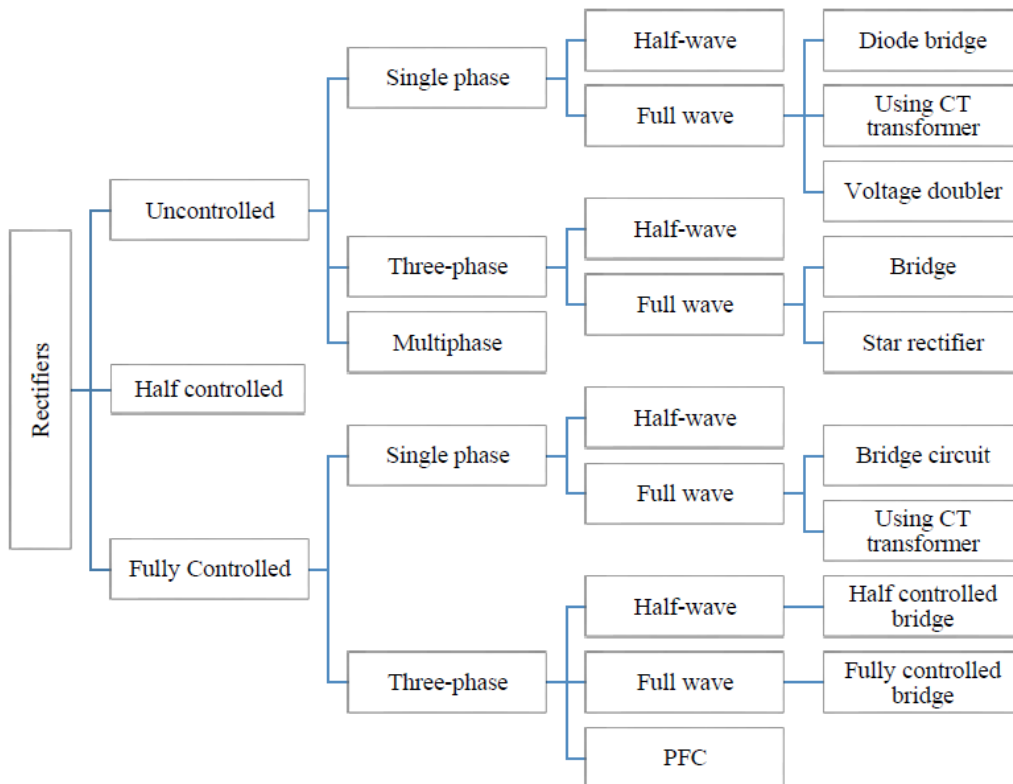 Rectifiers
Uncontrolled
Single phase
Half-wave
Full wave
Diode bridge
Using CT
transformer
Voltage doubler
Three-phase
Half-wave
Full wave
Bridge
Star rectifier
Multiphase
Half controlled
Fully Controlled
Single phase
Half-wave
Full wave
Bridge circuit
Using CT
transformer
Three-phase
Half-wave
Half controlled
bridge
Full wave
Fully controlled
bridge
PFC